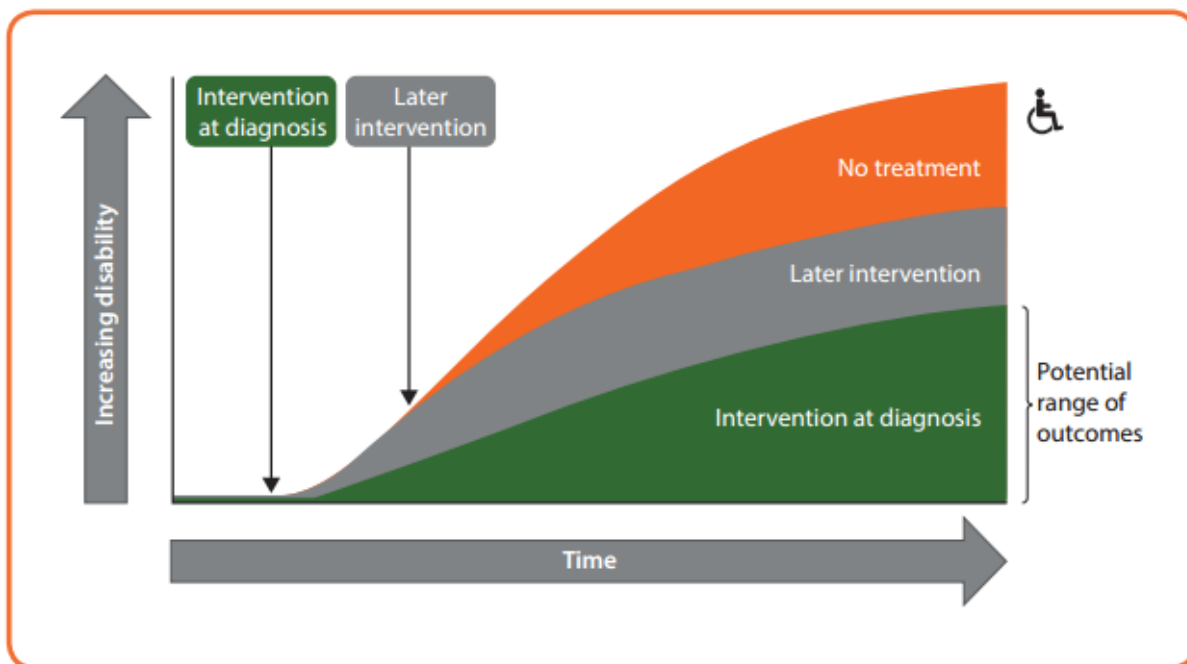 Intervention
at diagnosis
Later
intervention
Increasing disability
No treatment
Later intervention
Intervention at diagnosis
Potential
range of
outcomes
Time